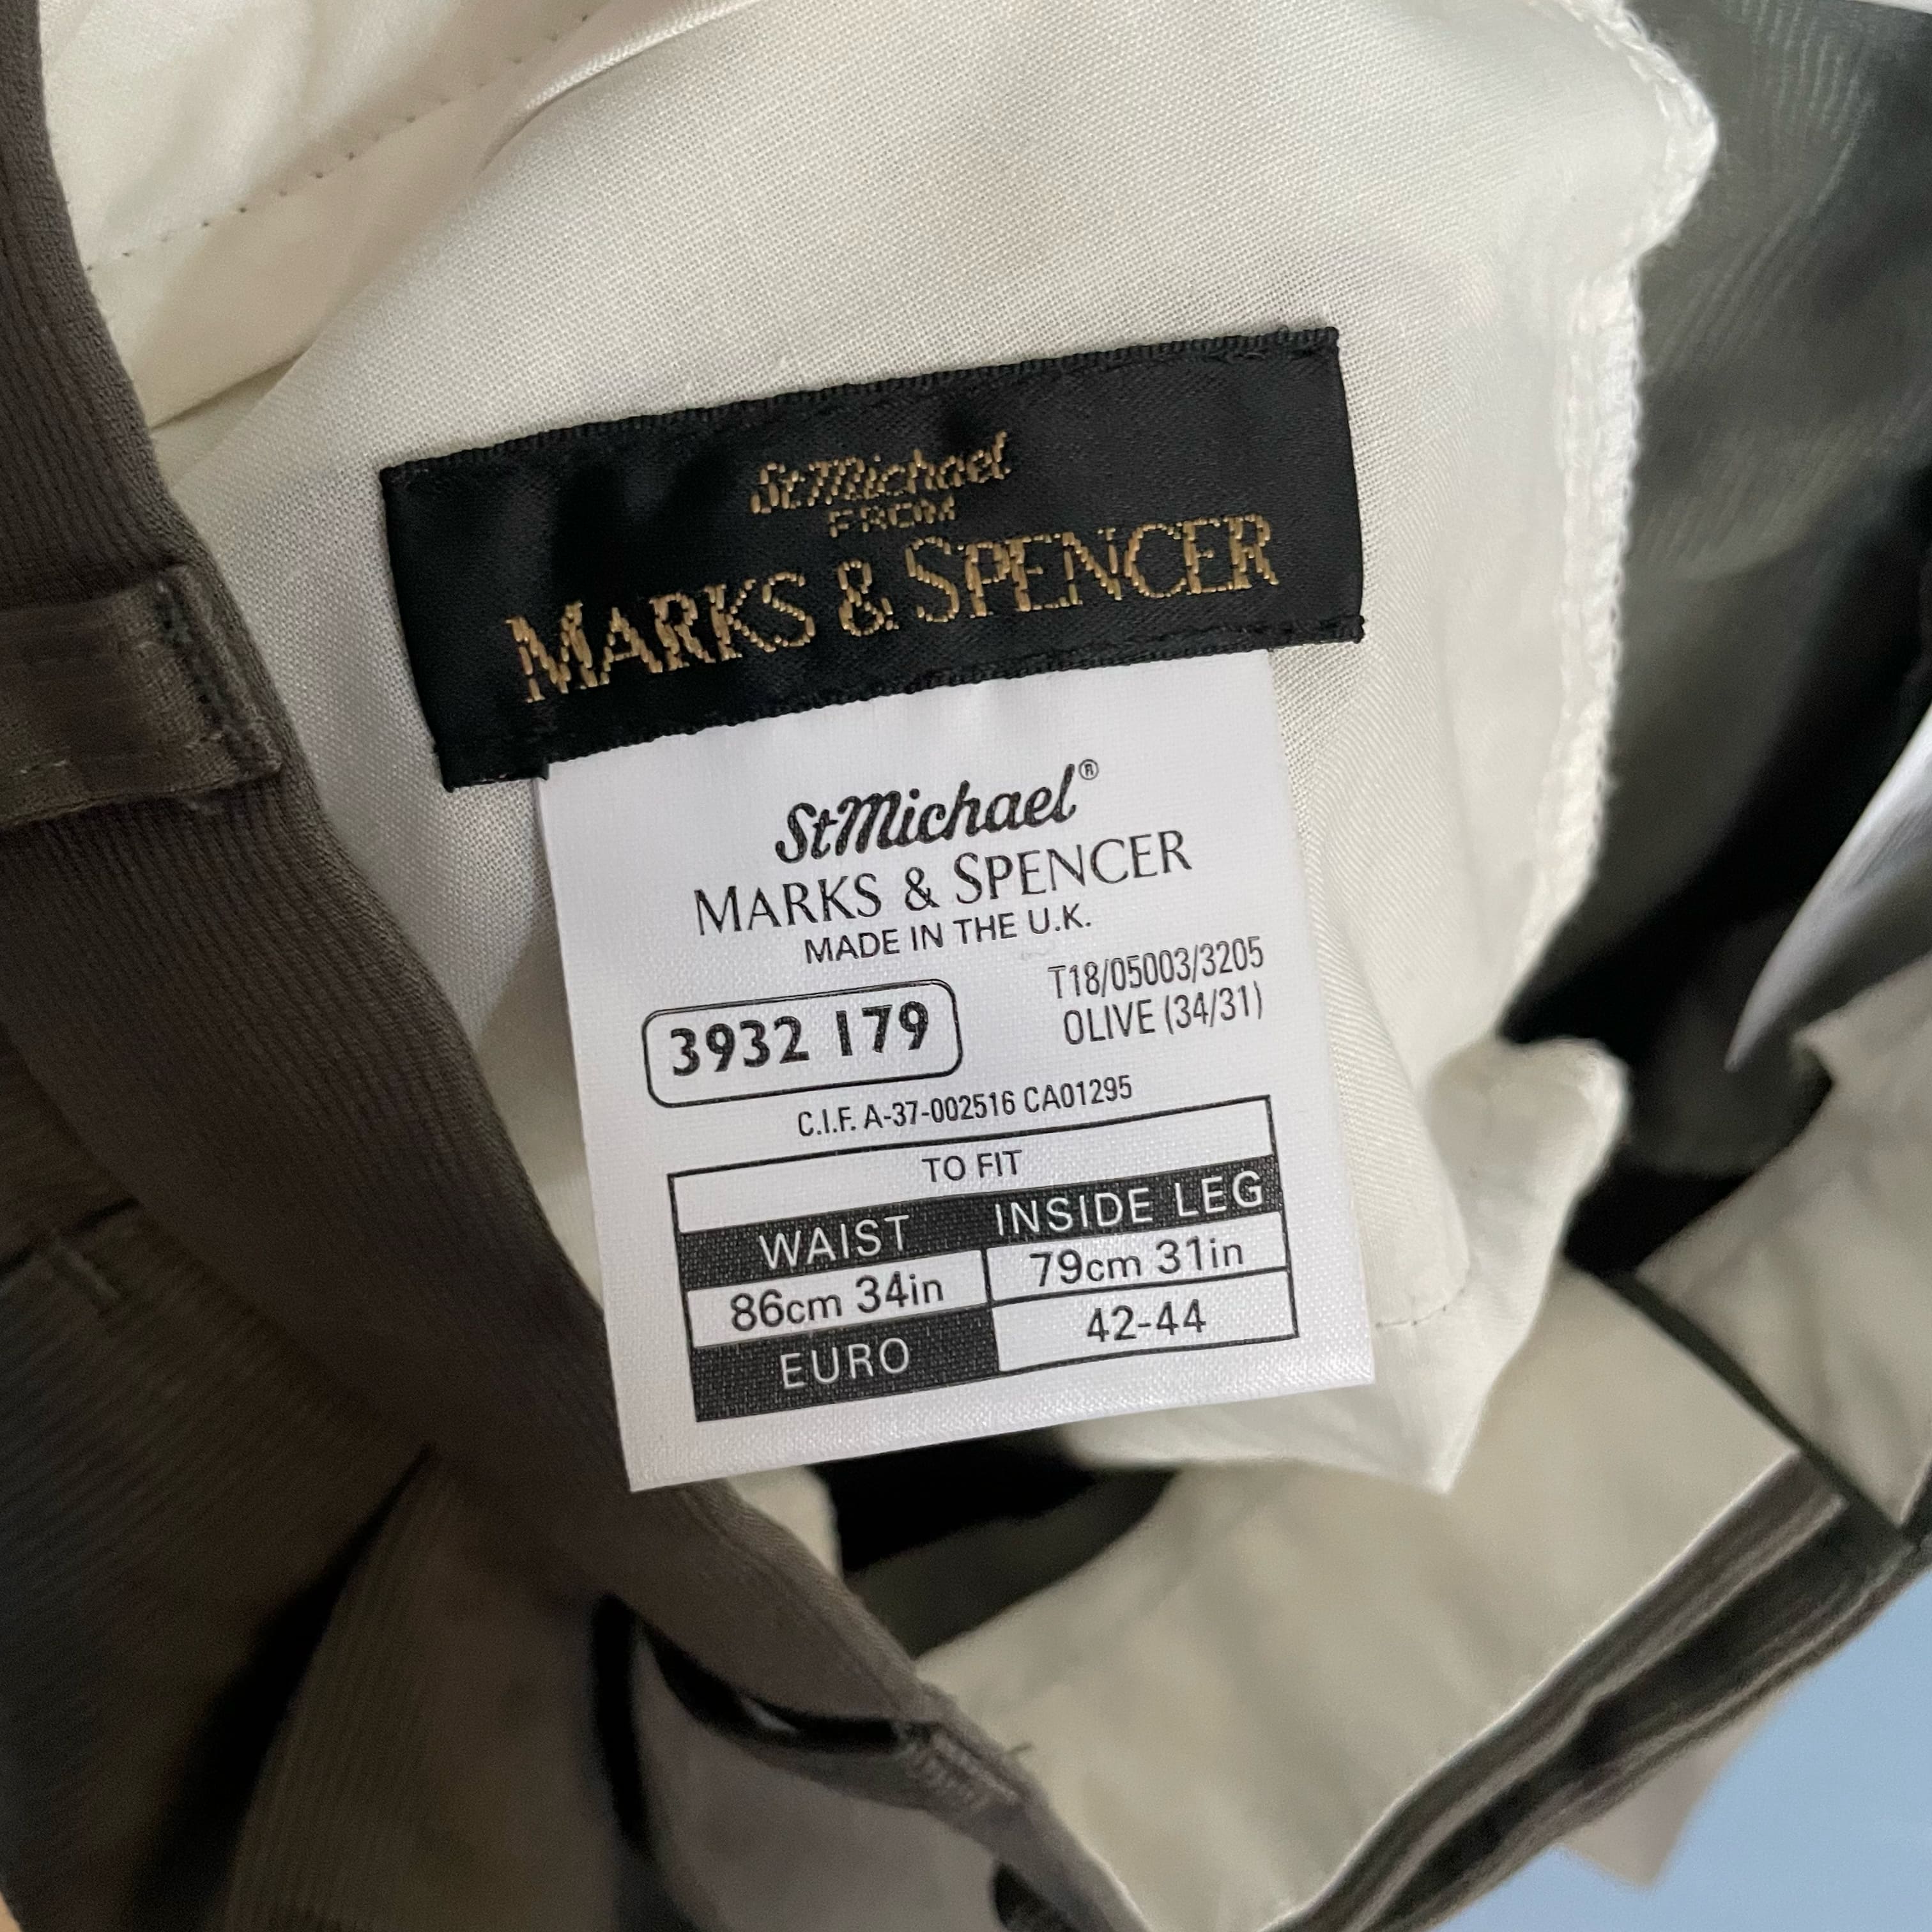 StMichael
FROM
MARKS & SPENCER
StMichael®
MARKS & SPENCER
MADE IN THE U.K.
3932 179
T18/05003/3205
OLIVE (34/31)
C.I.F. A-37-002516 CA01295
TO FIT
WAIST INSIDE LEG
86cm 34in 79cm 31in
EURO 42-44